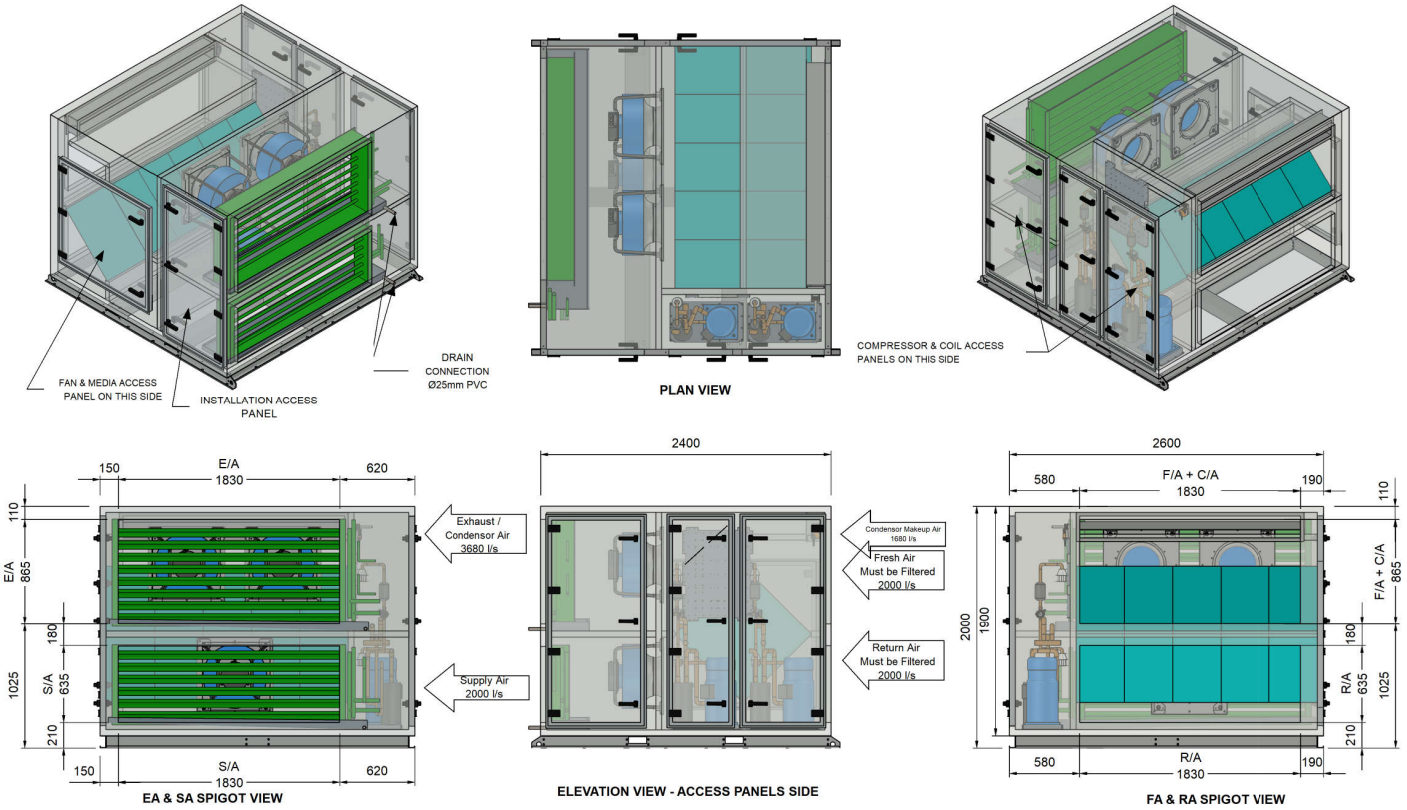 FAN & MEDIA ACCESS
PANEL ON THIS SIDE
INSTALLATION ACCESS
PANEL
DRAIN
CONNECTION
Ø25mm PVC
PLAN VIEW
COMPRESSOR & COIL ACCESS
PANELS ON THIS SIDE
150
E/A
1830
620
110
E/A
865
180
1025
S/A
635
210
150
S/A
1830
620
EA & SA SPIGOT VIEW
Exhaust /
Condensor Air
3680 l/s
Supply Air
2000 l/s
2400
ELEVATION VIEW - ACCESS PANELS SIDE
Condensor Makeup Air
1680 l/s
Fresh Air
Must be Filtered
2000 l/s
Return Air
Must be Filtered
2000 l/s
2600
580
F/A + C/A
1830
190
110
F/A + C/A
865
2000
1900
180
R/A
635
1025
210
580
R/A
1830
190
FA & RA SPIGOT VIEW